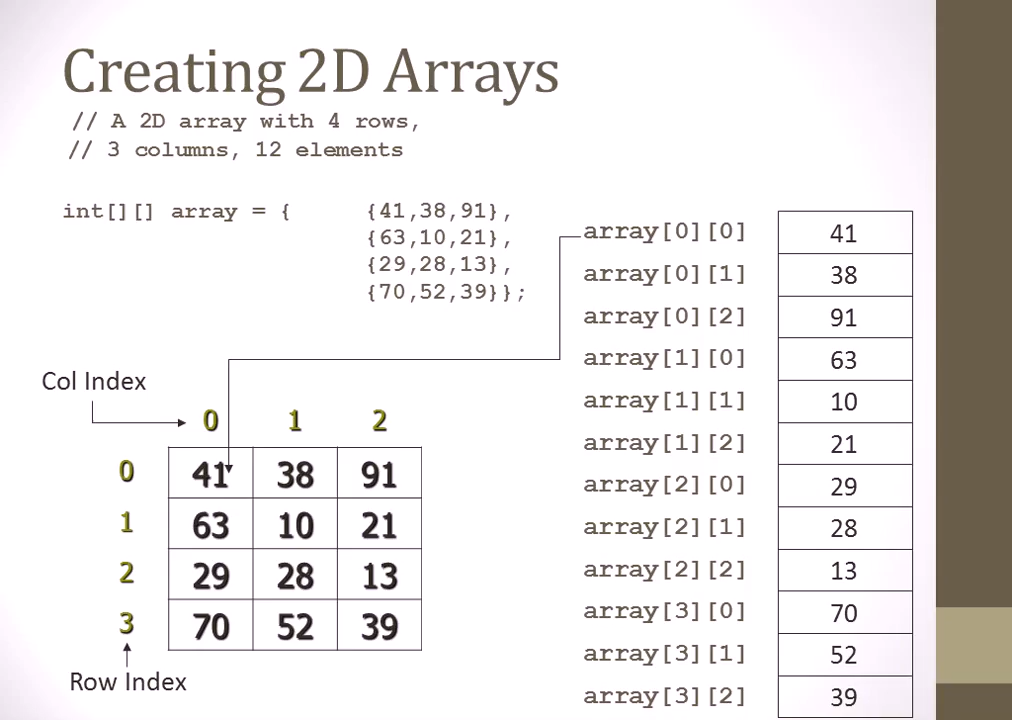 Creating 2D Arrays
// A 2D array with 4 rows,
// 3 columns, 12 elements
int[][] array = { {41,38,91},
{63,10,21},
{29,28,13},
{70,52,39}};
Col Index
0 1 2
0 41 38 91
1 63 10 21
2 29 28 13
3 70 52 39
Row Index
array[0][0] 41
array[0][1] 38
array[0][2] 91
array[1][0] 63
array[1][1] 10
array[1][2] 21
array[2][0] 29
array[2][1] 28
array[2][2] 13
array[3][0] 70
array[3][1] 52
array[3][2] 39